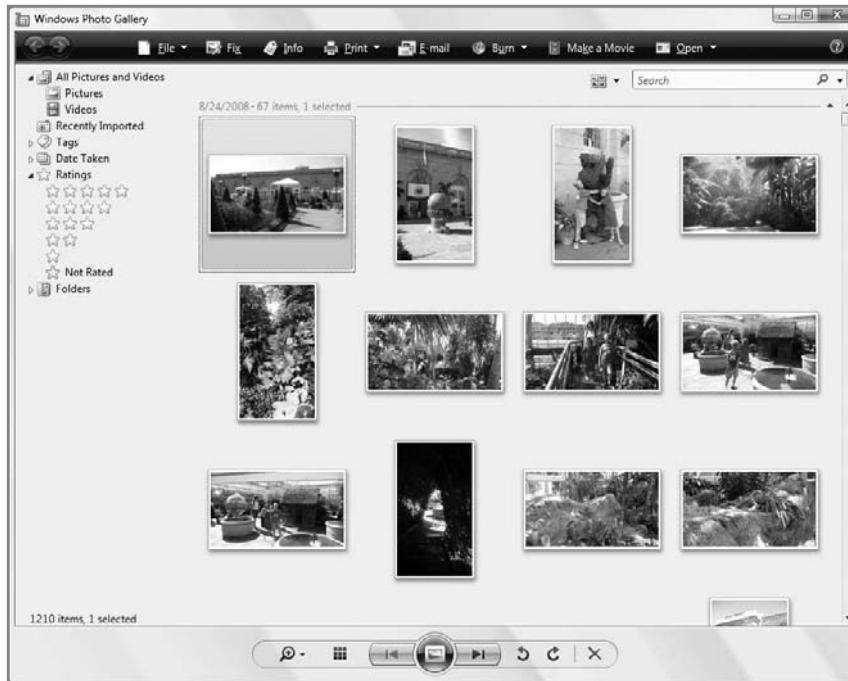 Windows Photo Gallery
File Fix Info Print E-mail Burn Make a Movie Open
All Pictures and Videos
Pictures
Videos
Recently Imported
Tags
Date Taken
Ratings
Not Rated
Folders
Search
8/24/2008 - 67 items, 1 selected
1210 items, 1 selected